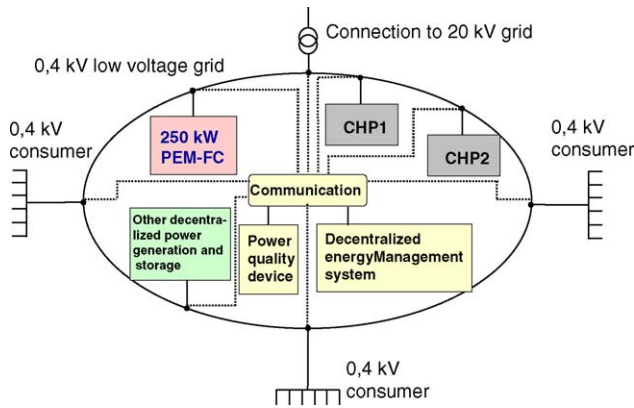 Connection to 20 kV grid
0,4 kV low voltage grid
0,4 kV
consumer
250 kW
PEM-FC
CHP1
CHP2
0,4 kV
consumer
Communication
Other decentra-
lized power
generation and
storage
Power
quality
device
Decentralized
energyManagement
system
0,4 kV
consumer